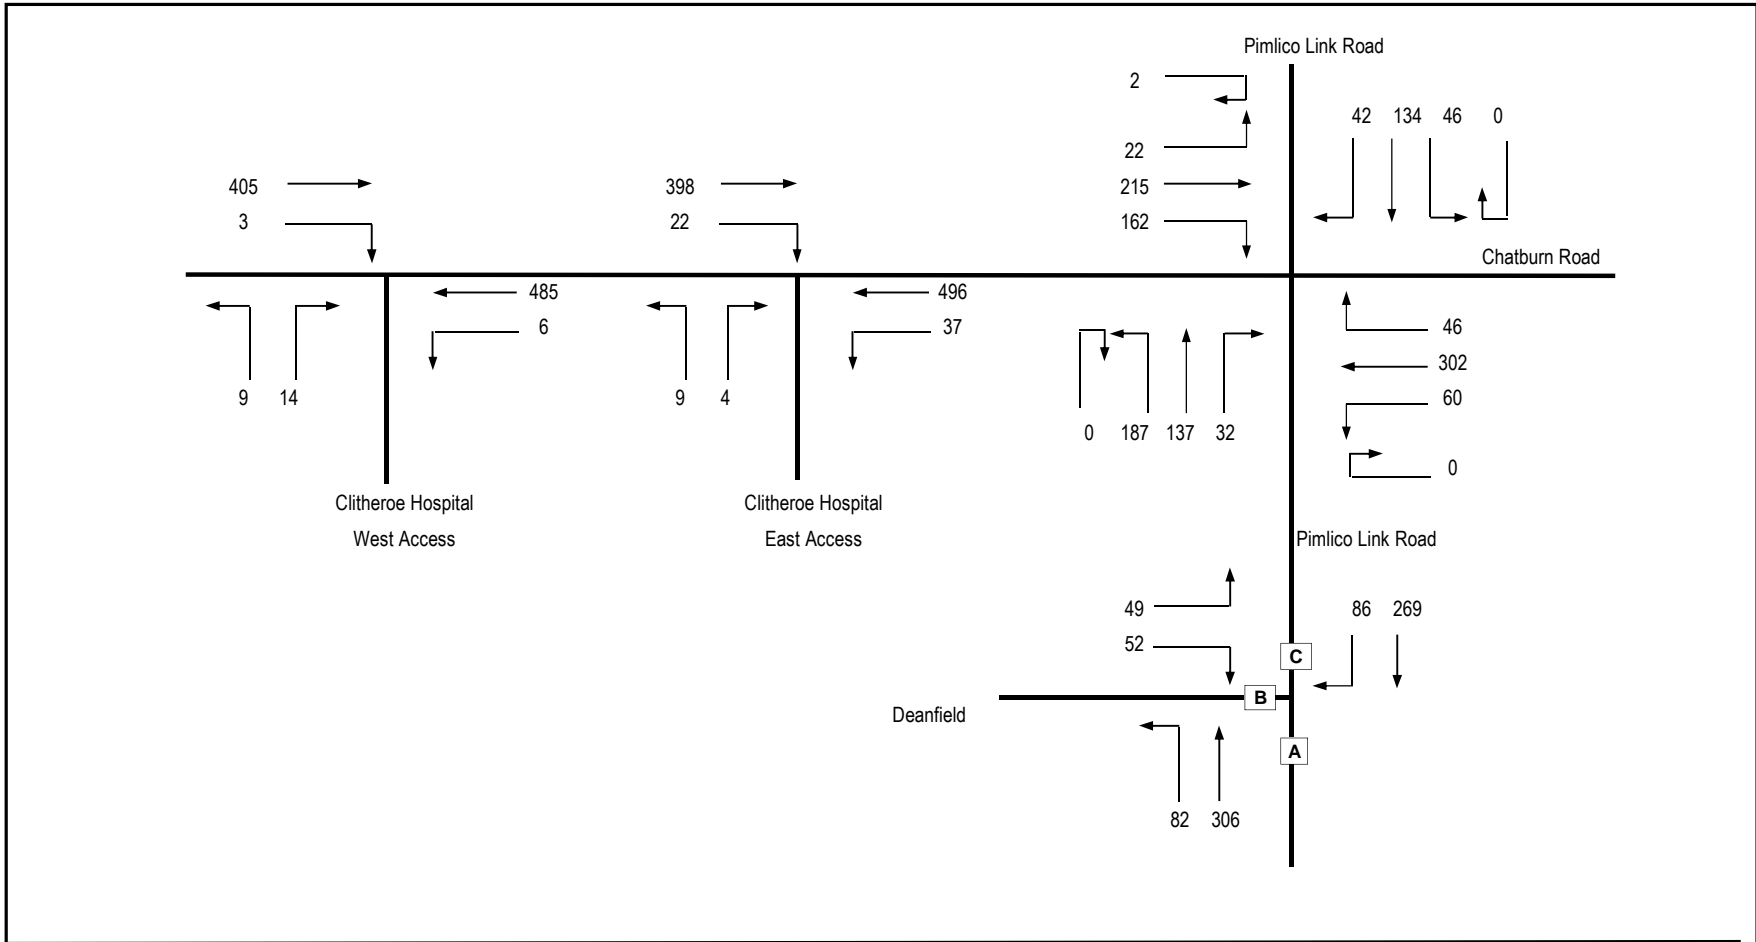 Pimlico Link Road
2
42 134 46 0
22
405 398 215
3 22 162
Chatburn Road
485 496 46
6 37 302
9 14 9 4 60
0 187 137 32
0
Clitheroe Hospital
West Access
Clitheroe Hospital
East Access
Pimlico Link Road
49 86 269
52
C
B
Deanfield
A
82 306